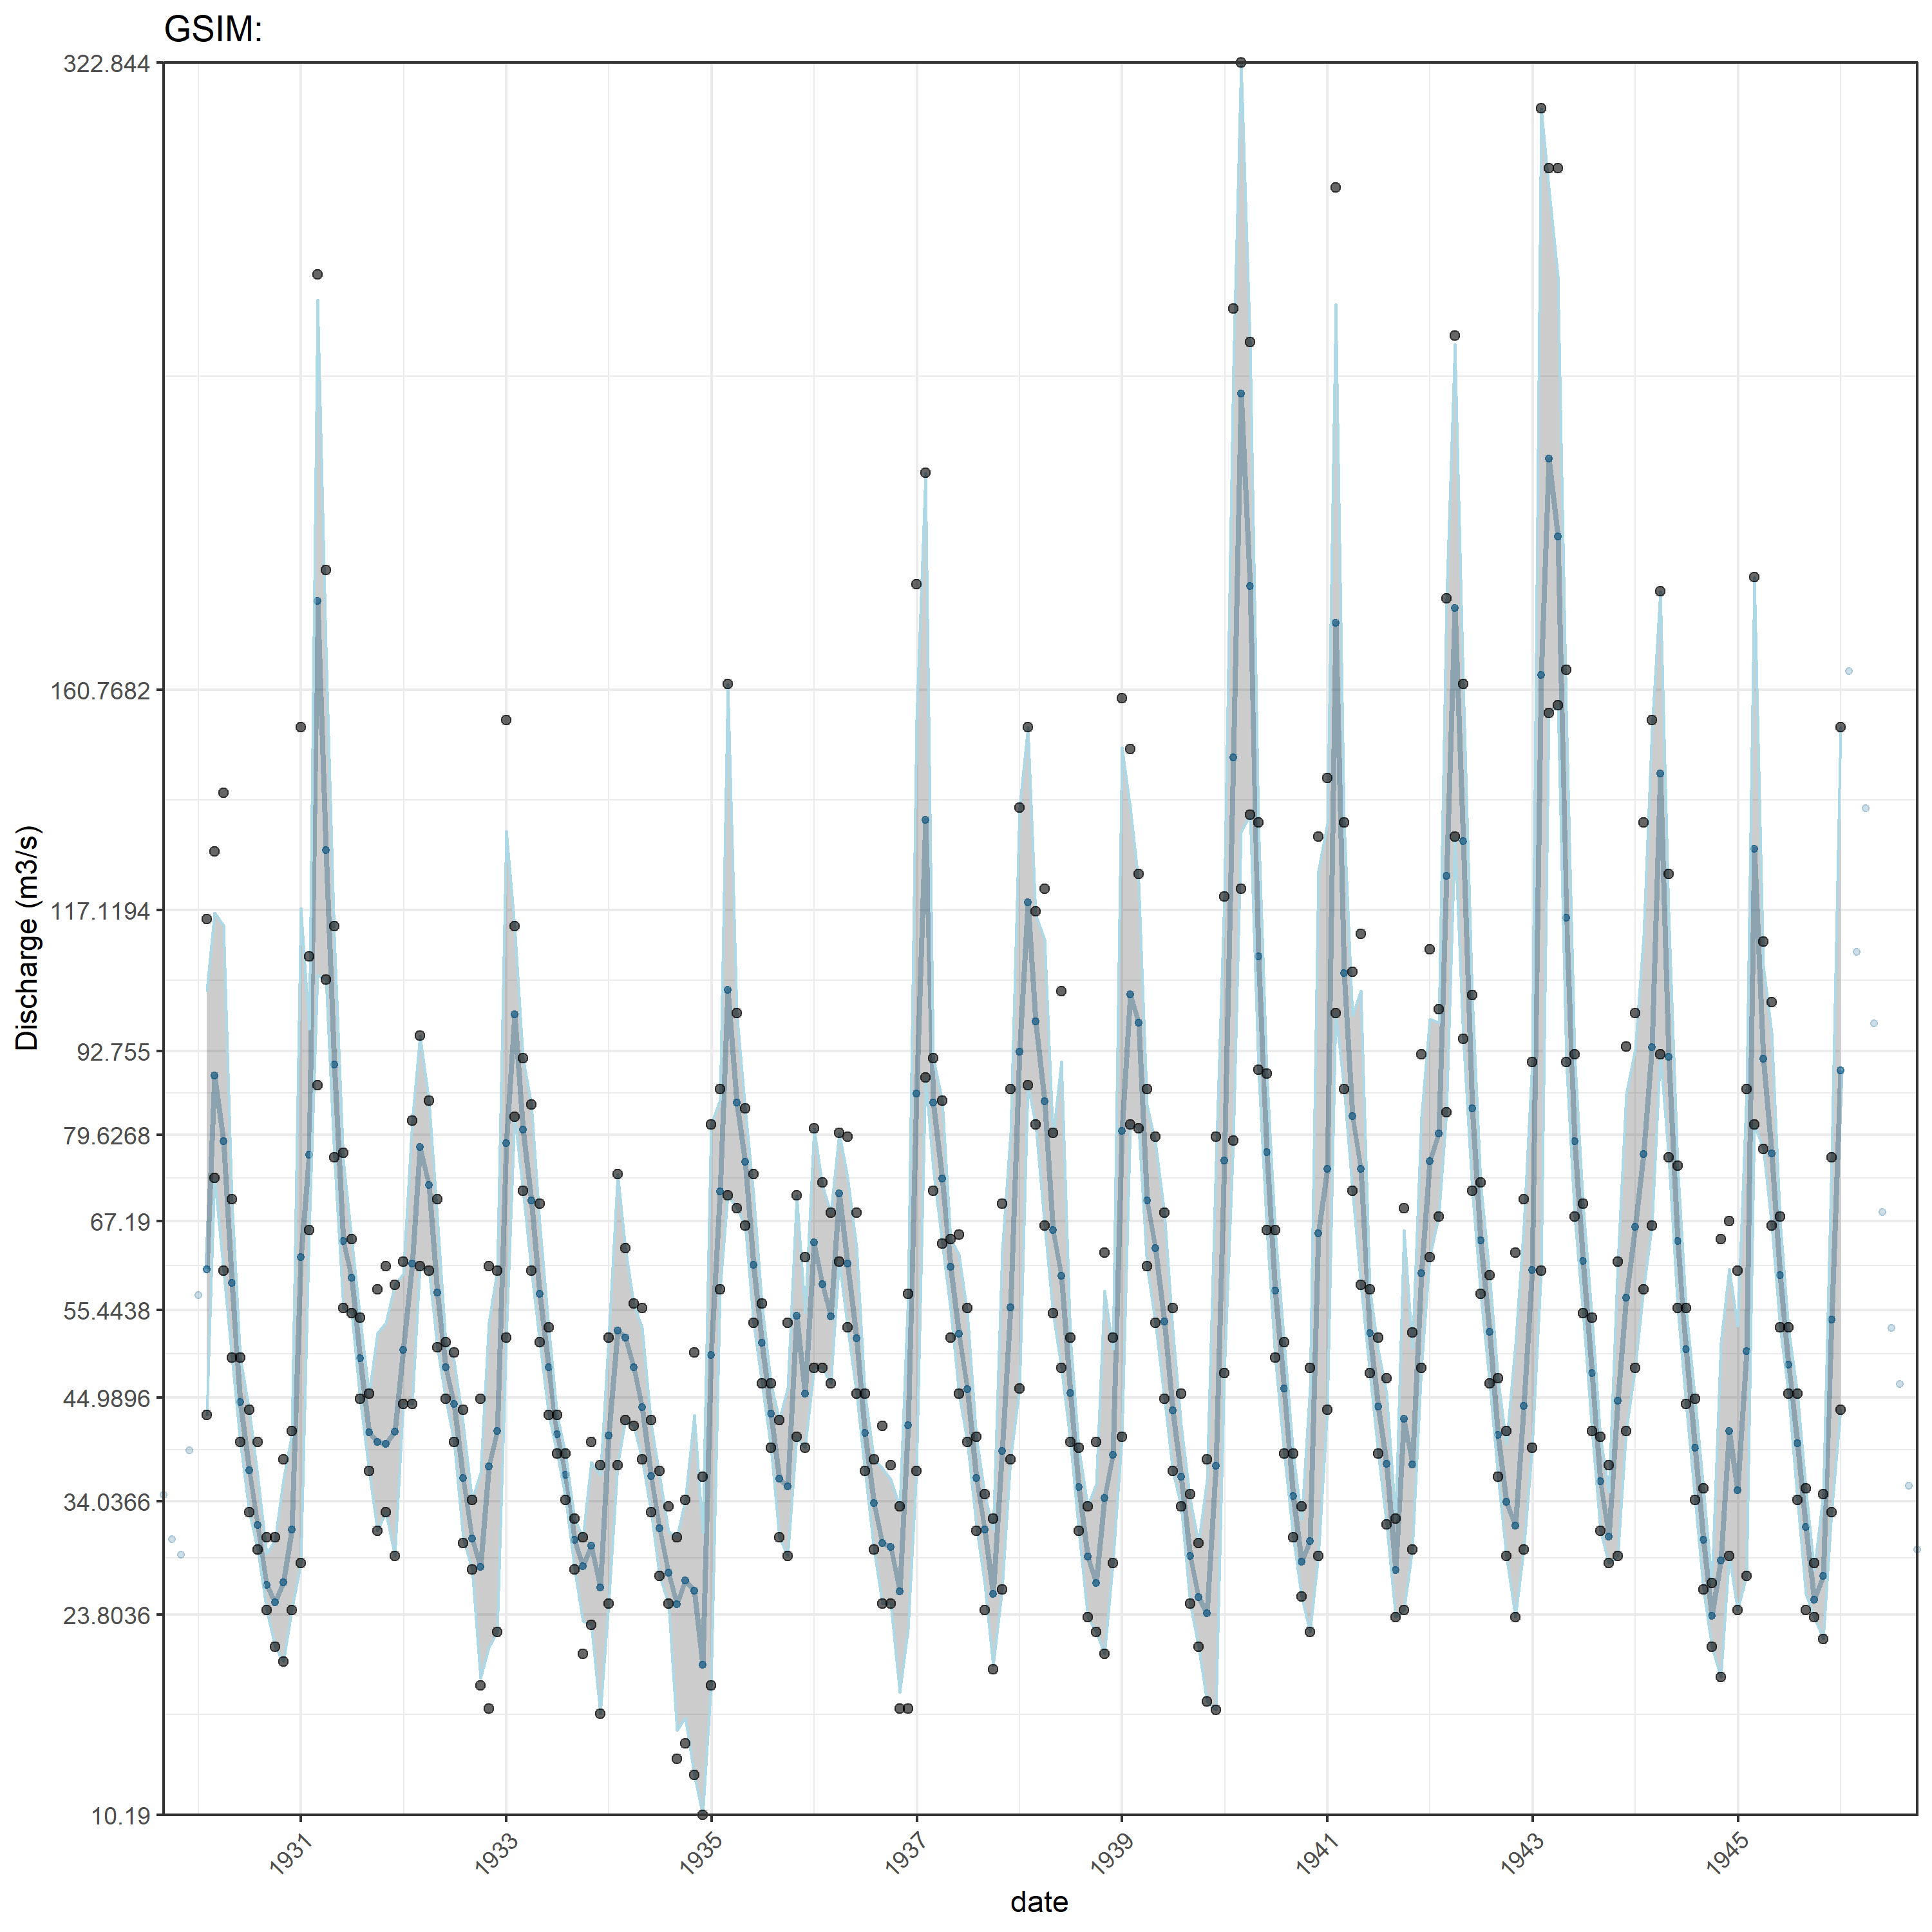 GSIM:
322.844
160.7682
117.1194
92.755
79.6268
67.19
55.4438
44.9896
34.0366
23.8036
10.19
Discharge (m3/s)
1931 1933 1935 1937 1939 1941 1943 1945
date